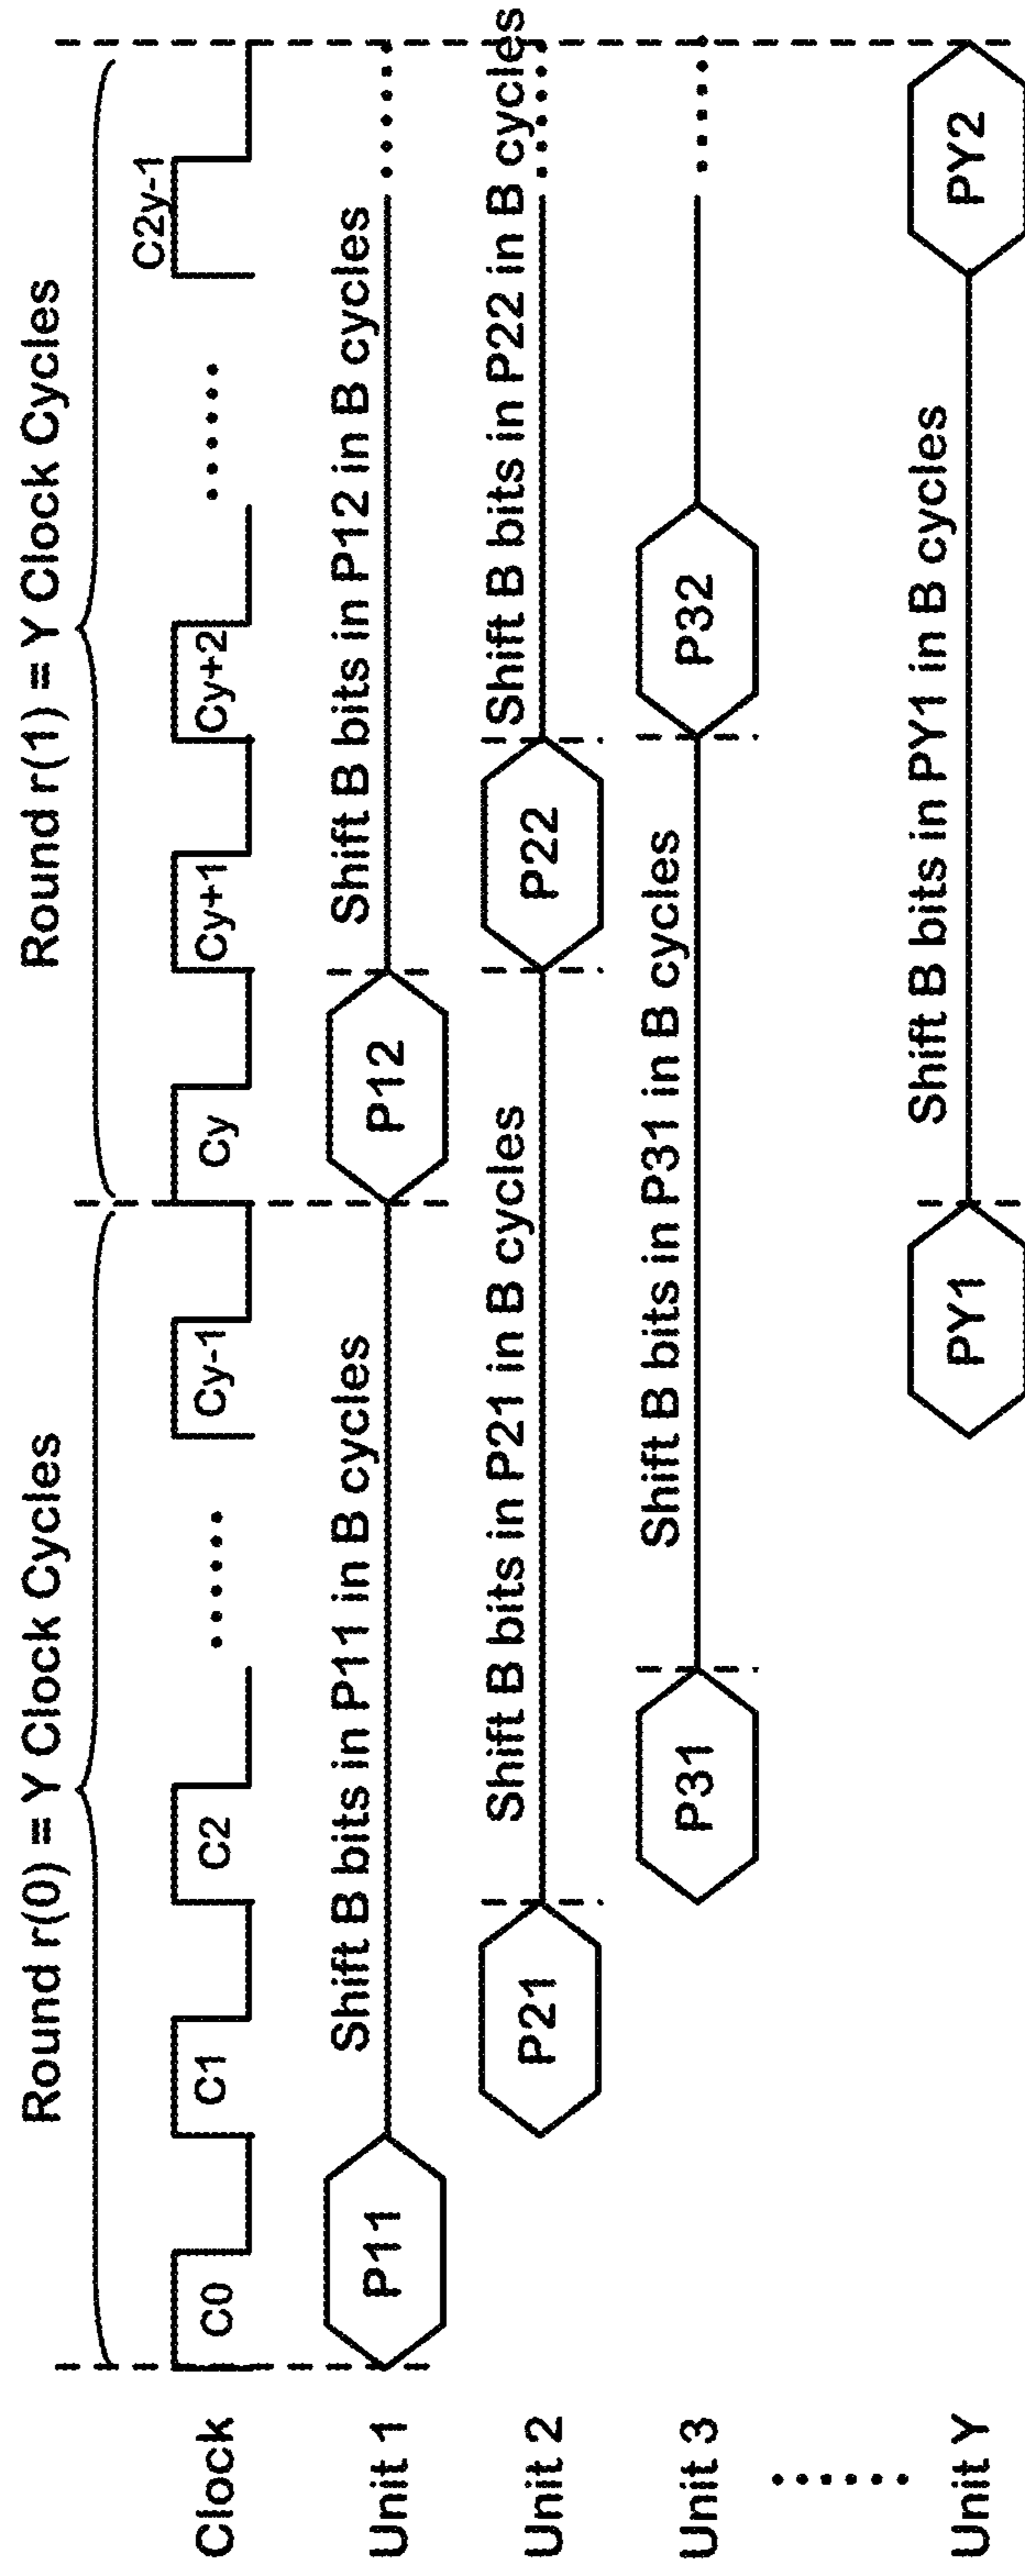 Round r(0) = Y Clock Cycles
Round r(1) = Y Clock Cycles
Clock
C0
C1
C2
......
Cy-1
Cy
Cy+1
Cy+2
......
C2y-1
Unit 1
P11
Shift B bits in P11 in B cycles
P12
Shift B bits in P12 in B cycles
......
Unit 2
P21
Shift B bits in P21 in B cycles
P22
Shift B bits in P22 in B cycles
......
Unit 3
P31
Shift B bits in P31 in B cycles
P32
......
......
Unit Y
PY1
Shift B bits in PY1 in B cycles
PY2